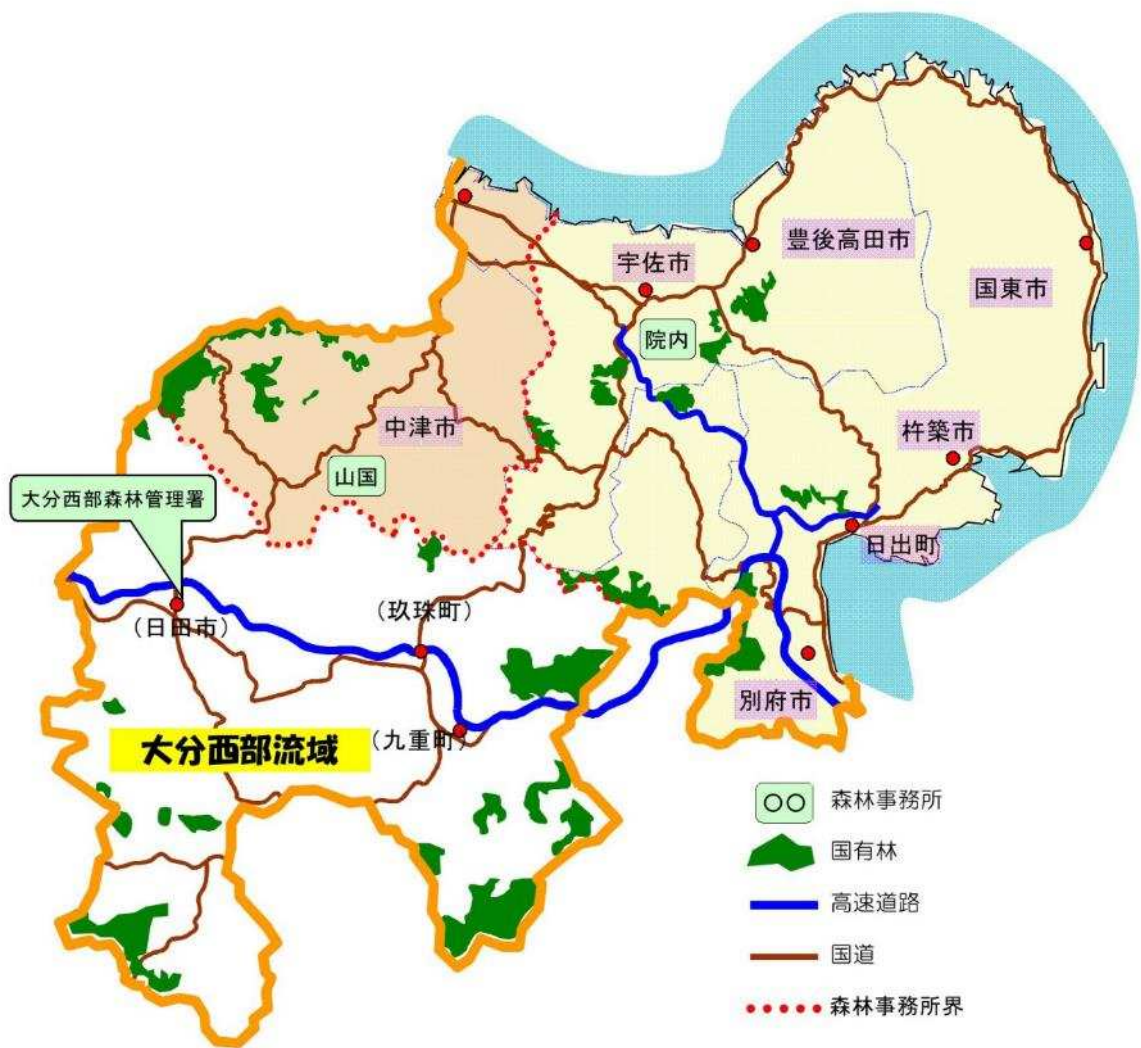 豊後高田市
宇佐市
国東市
院内
中津市
杵築市
山国
大分西部森林管理署
日出町
(玖珠町)
(日田市)
別府市
大分西部流域
(九重町)
○○ 森林事務所
国有林
高速道路
国道
森林事務所界